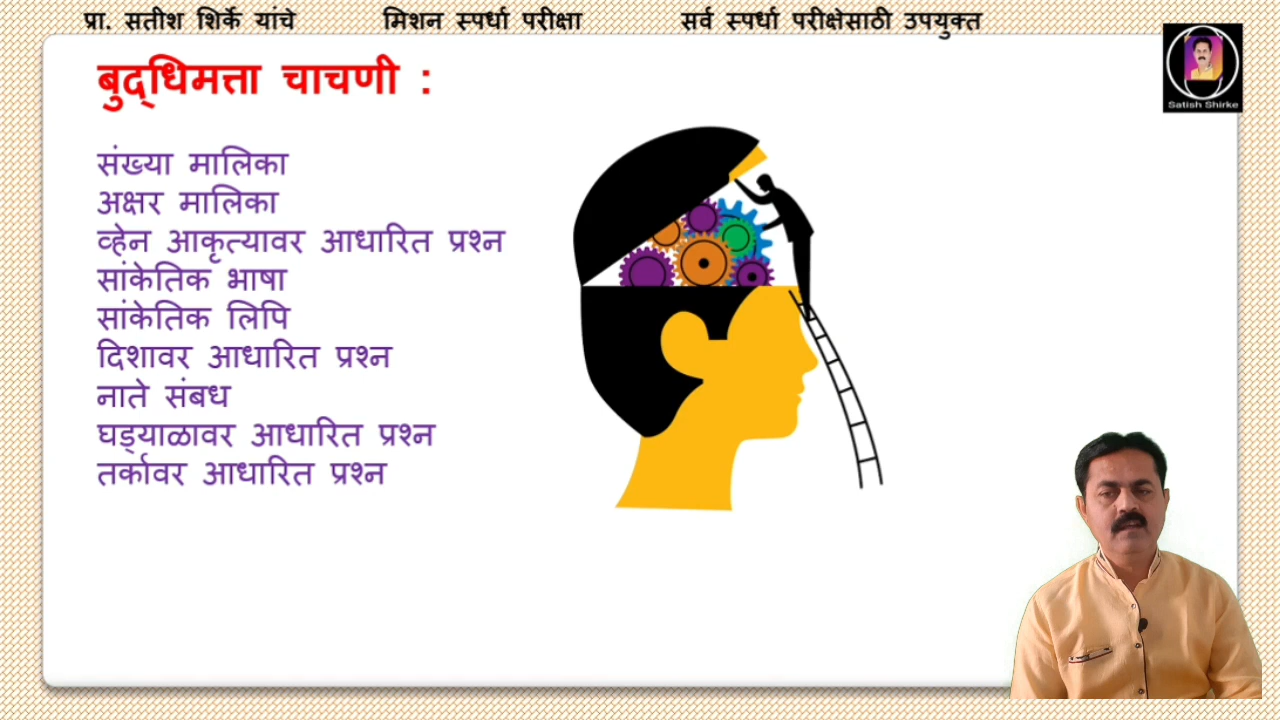 प्रा. सतीश शिर्के यांचे मिशन स्पर्धा परीक्षा सर्व स्पर्धा परीक्षेसाठी उपयुक्त
Satish Shirke
बुद्धिमत्ता चाचणी :
संख्या मालिका
अक्षर मालिका
व्हेन आकृत्यावर आधारित प्रश्न
सांकेतिक भाषा
सांकेतिक लिपि
दिशावर आधारित प्रश्न
नाते संबध
घड्याळावर आधारित प्रश्न
तर्कावर आधारित प्रश्न